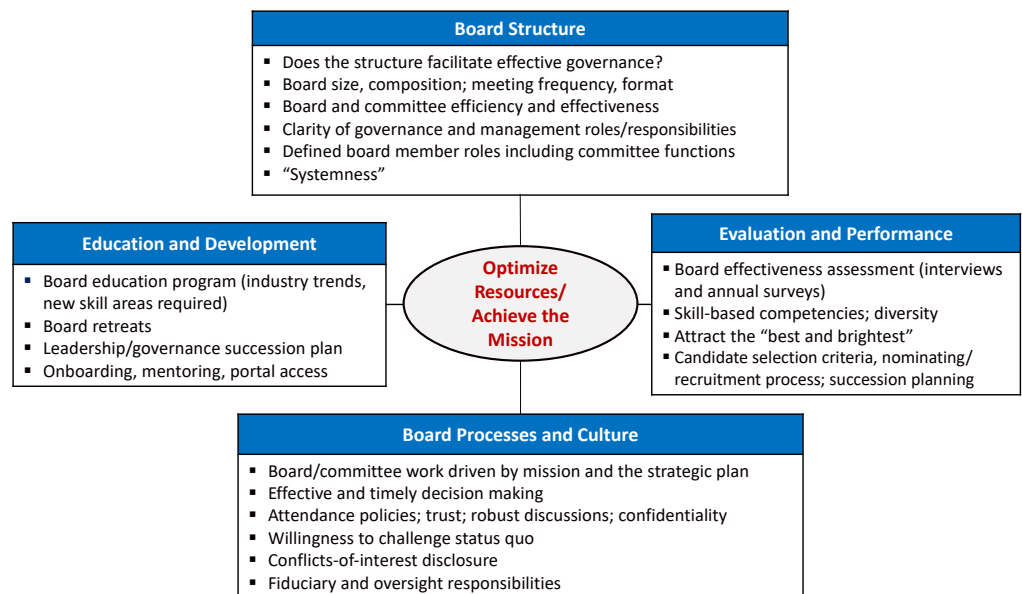 Board Structure
▪ Does the structure facilitate effective governance?
▪ Board size, composition; meeting frequency, format
▪ Board and committee efficiency and effectiveness
▪ Clarity of governance and management roles/responsibilities
▪ Defined board member roles including committee functions
▪ “Systemness”
Education and Development
▪ Board education program (industry trends,
new skill areas required)
▪ Board retreats
▪ Leadership/governance succession plan
▪ Onboarding, mentoring, portal access
Optimize
Resources/
Achieve the
Mission
Evaluation and Performance
▪ Board effectiveness assessment (interviews
and annual surveys)
▪ Skill-based competencies; diversity
▪ Attract the “best and brightest”
▪ Candidate selection criteria, nominating/
recruitment process; succession planning
Board Processes and Culture
▪ Board/committee work driven by mission and the strategic plan
▪ Effective and timely decision making
▪ Attendance policies; trust; robust discussions; confidentiality
▪ Willingness to challenge status quo
▪ Conflicts-of-interest disclosure
▪ Fiduciary and oversight responsibilities